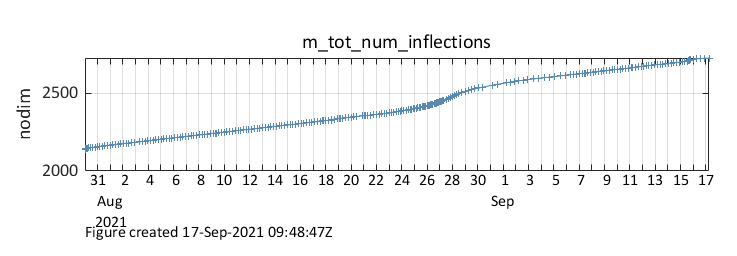 m_tot_num_inflections
nodim
2500
2000
31 2 4 6 8 10 12 14 16 18 20 22 24 26 28 30 1 3 5 7 9 11 13 15 17
Aug Sep
2021
Figure created 17-Sep-2021 09:48:47Z